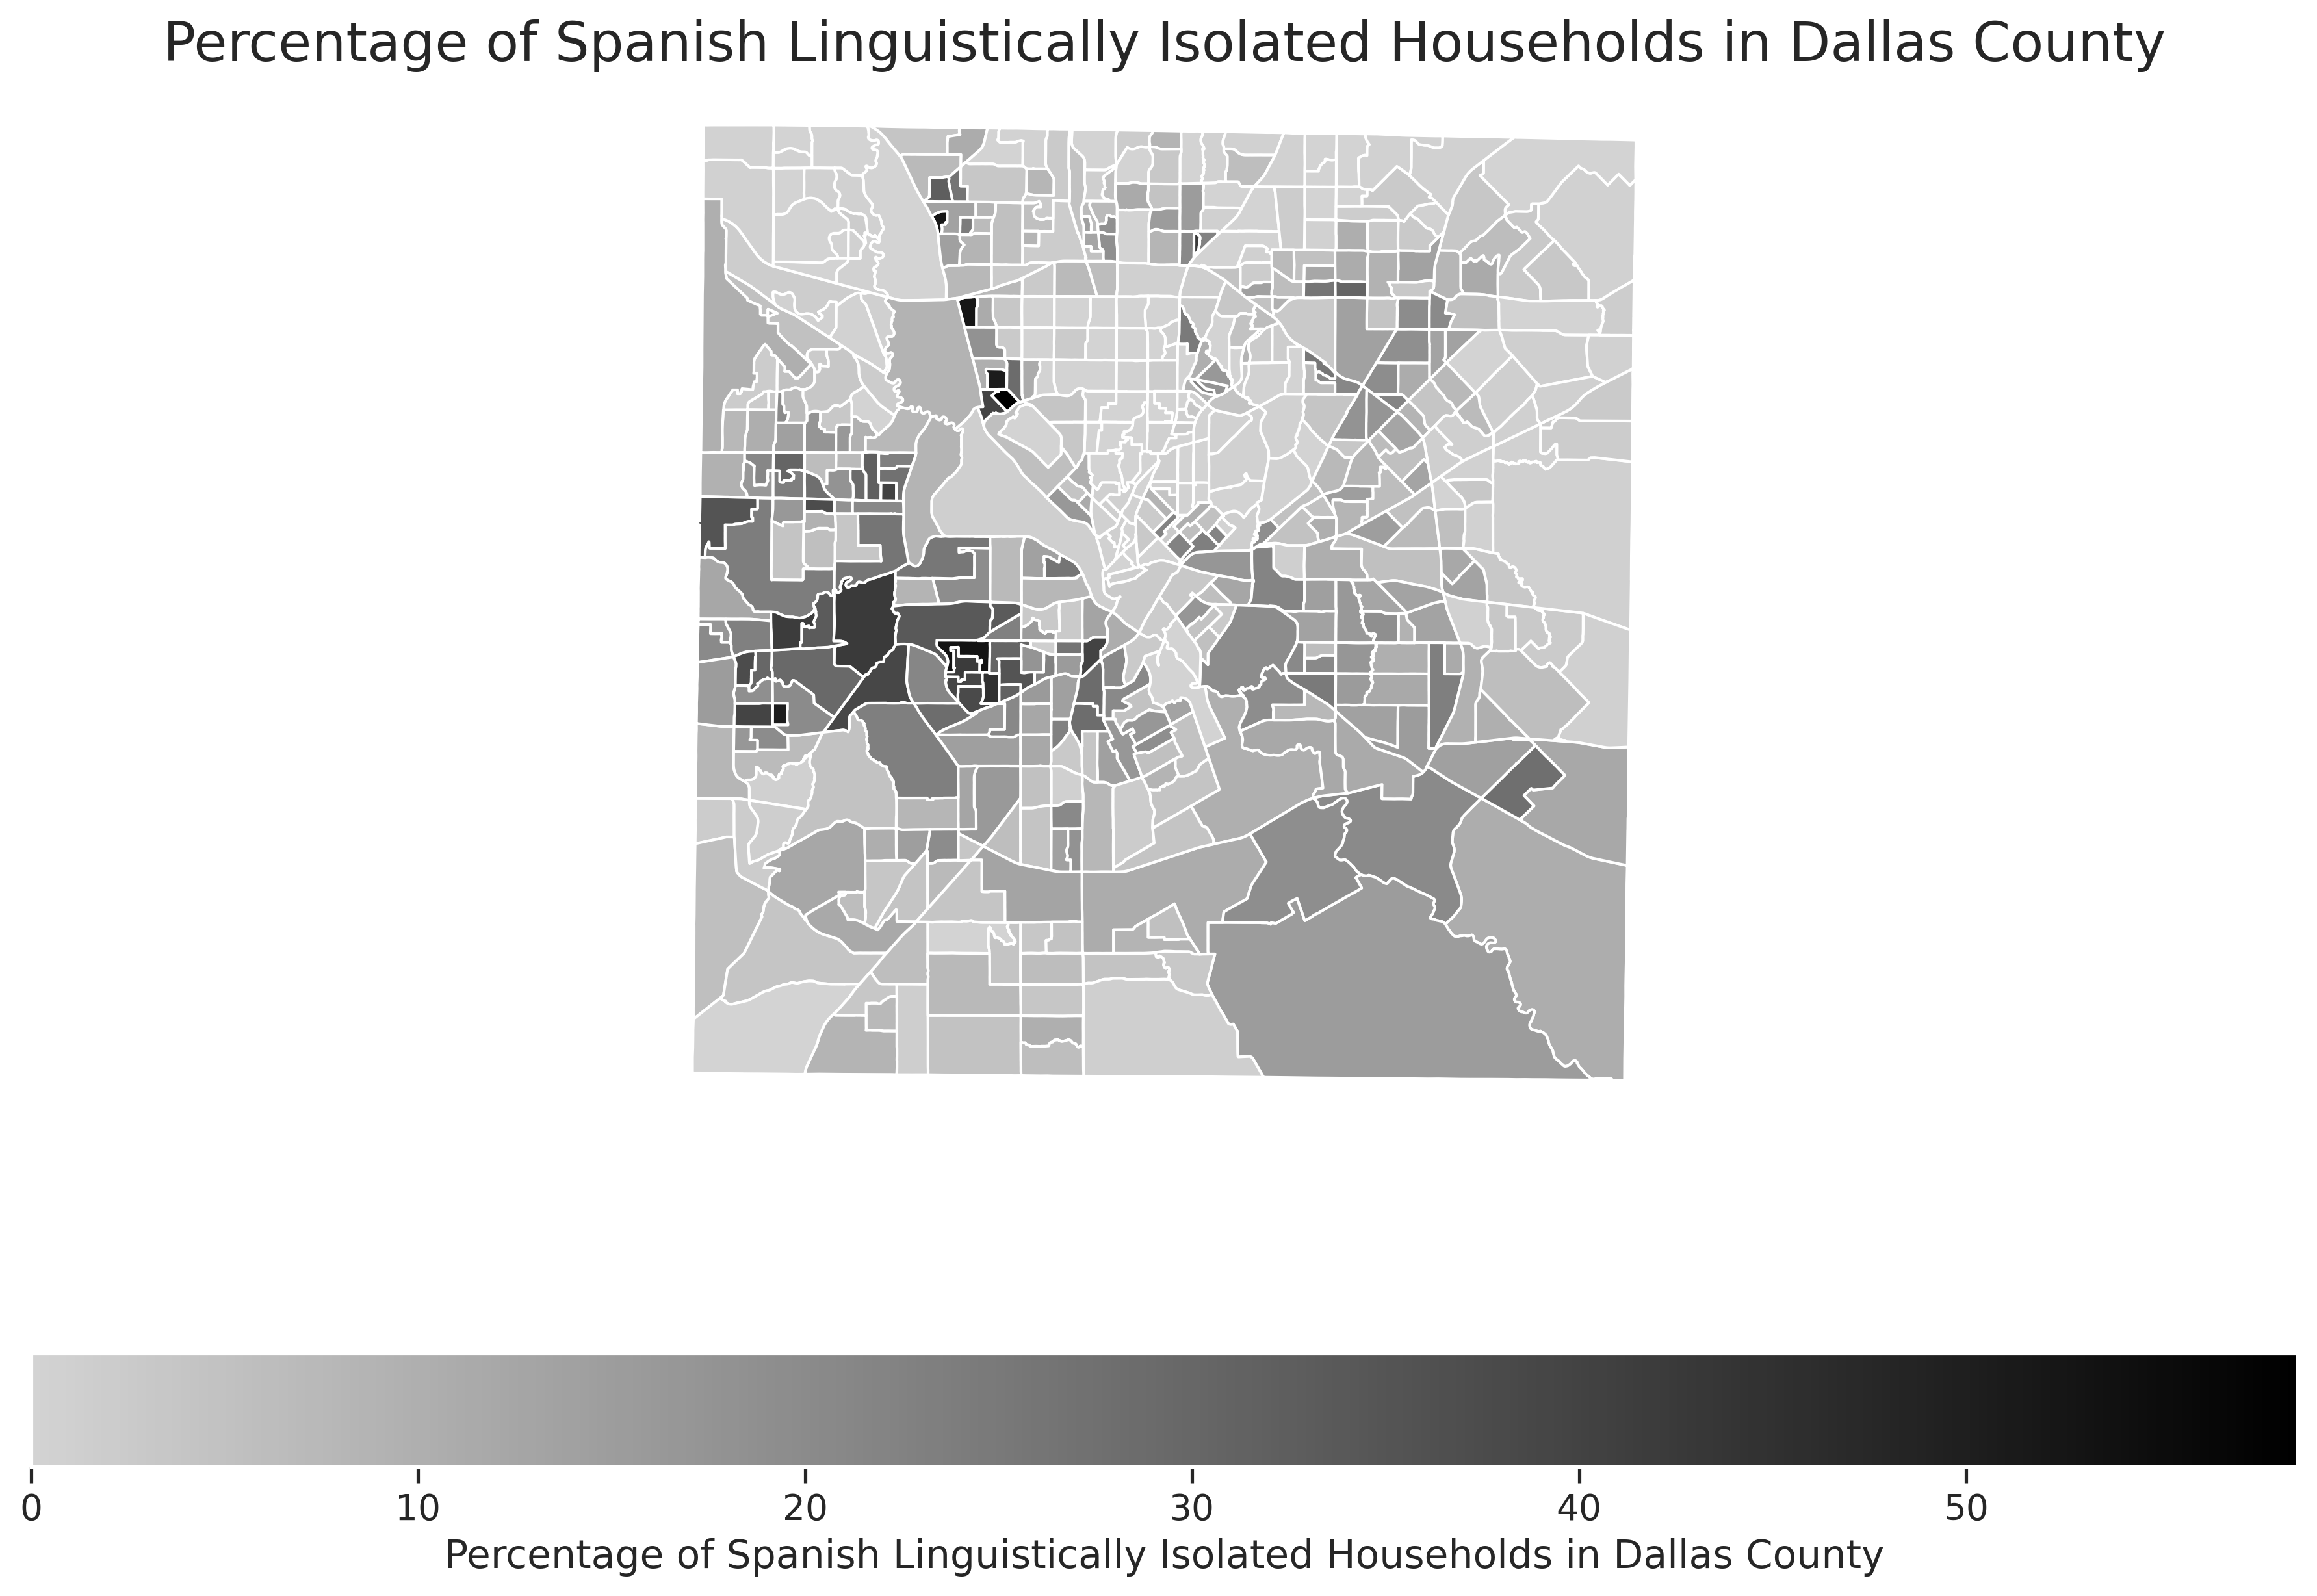 Percentage of Spanish Linguistically Isolated Households in Dallas County
0 10 20 30 40 50
Percentage of Spanish Linguistically Isolated Households in Dallas County